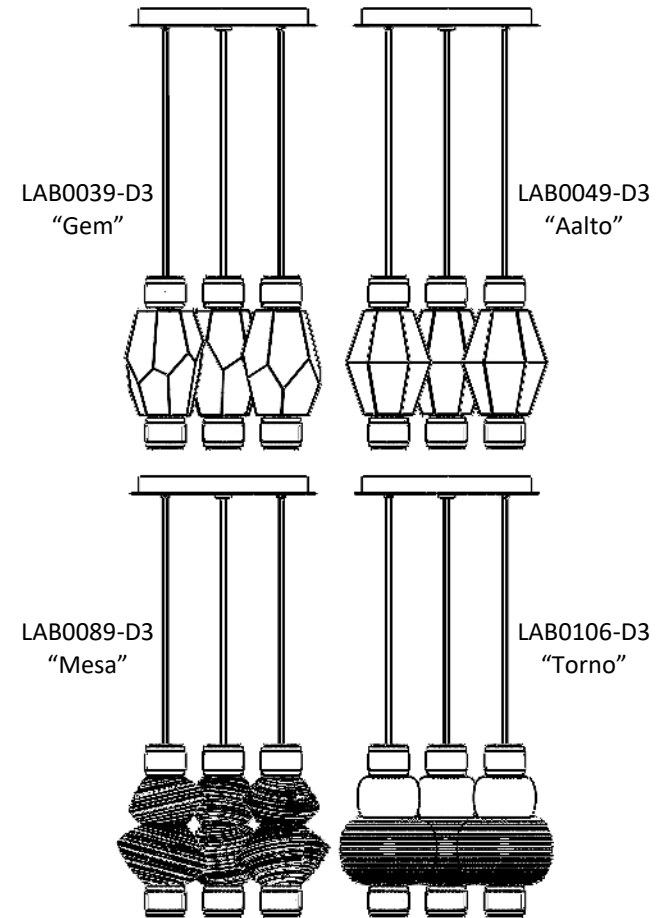 LAB0039-D3
“Gem”
LAB0049-D3
“Aalto”
LAB0089-D3
“Mesa”
LAB0106-D3
“Torno”